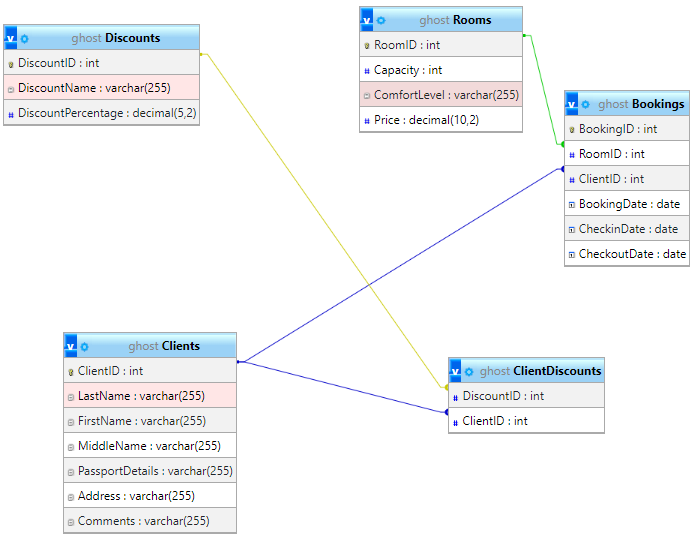 ghost Discounts
DiscountID : int
DiscountName : varchar(255)
DiscountPercentage : decimal(5,2)
ghost Rooms
RoomID : int
Capacity : int
ComfortLevel : varchar(255)
Price : decimal(10,2)
ghost Bookings
BookingID : int
RoomID : int
ClientID : int
BookingDate : date
CheckinDate : date
CheckoutDate : date
ghost Clients
ClientID : int
LastName : varchar(255)
FirstName : varchar(255)
MiddleName : varchar(255)
PassportDetails : varchar(255)
Address : varchar(255)
Comments : varchar(255)
ghost ClientDiscounts
DiscountID : int
ClientID : int